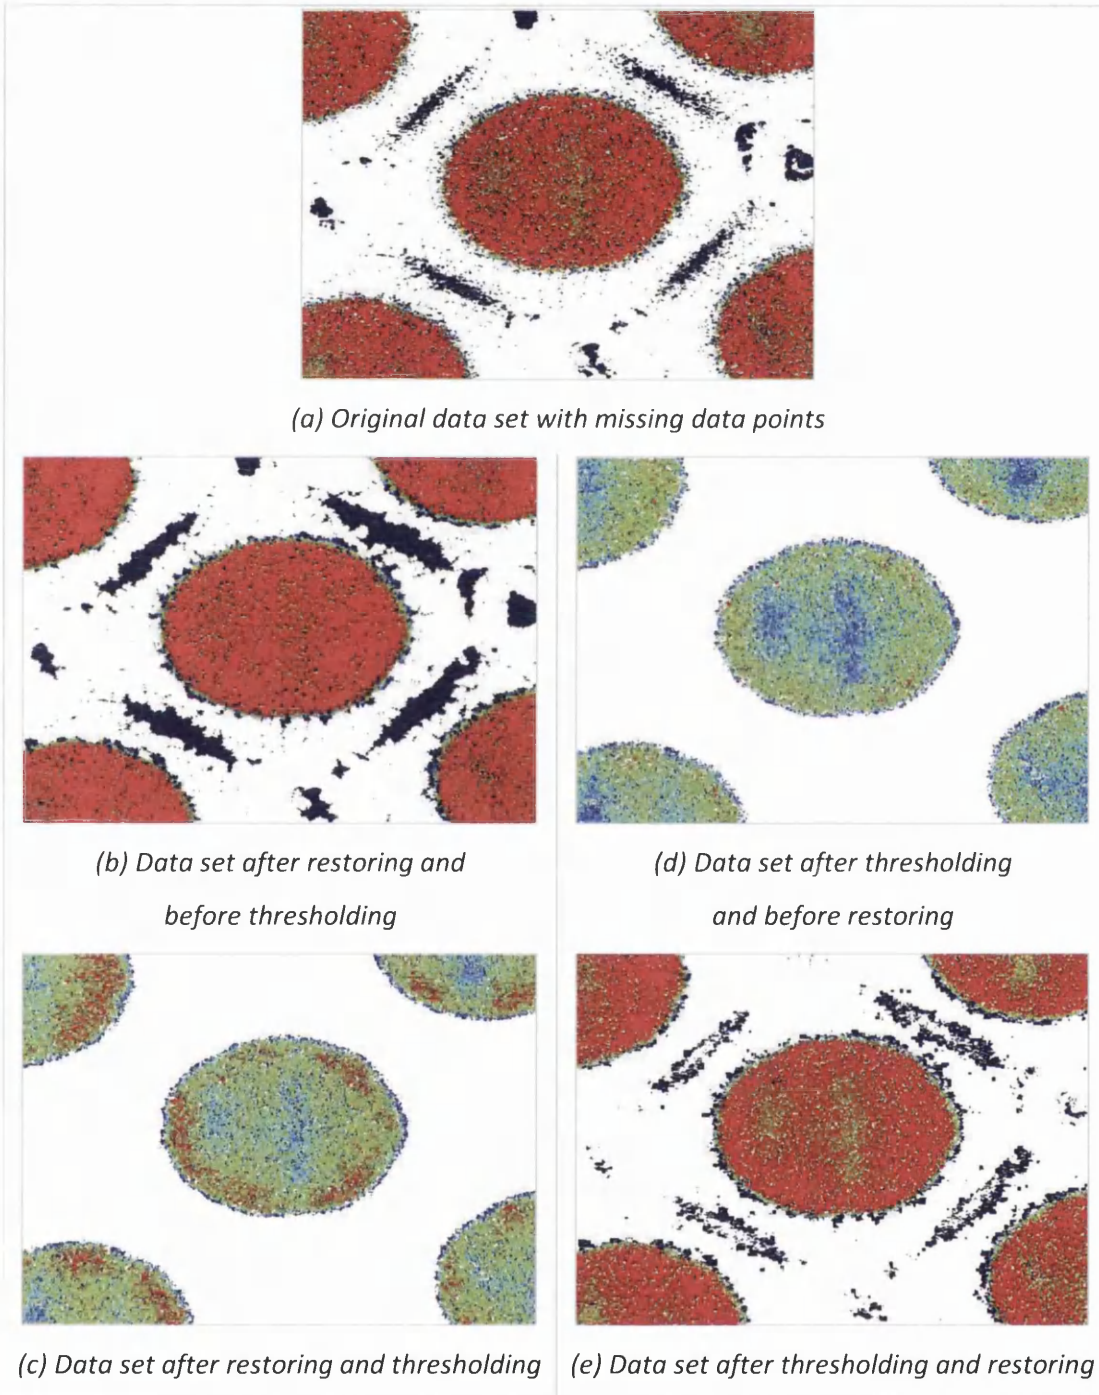 (a) Original data set with missing data points
(b) Data set after restoring and
before thresholding
(d) Data set after thresholding
and before restoring
(c) Data set after restoring and thresholding
(e) Data set after thresholding and restoring